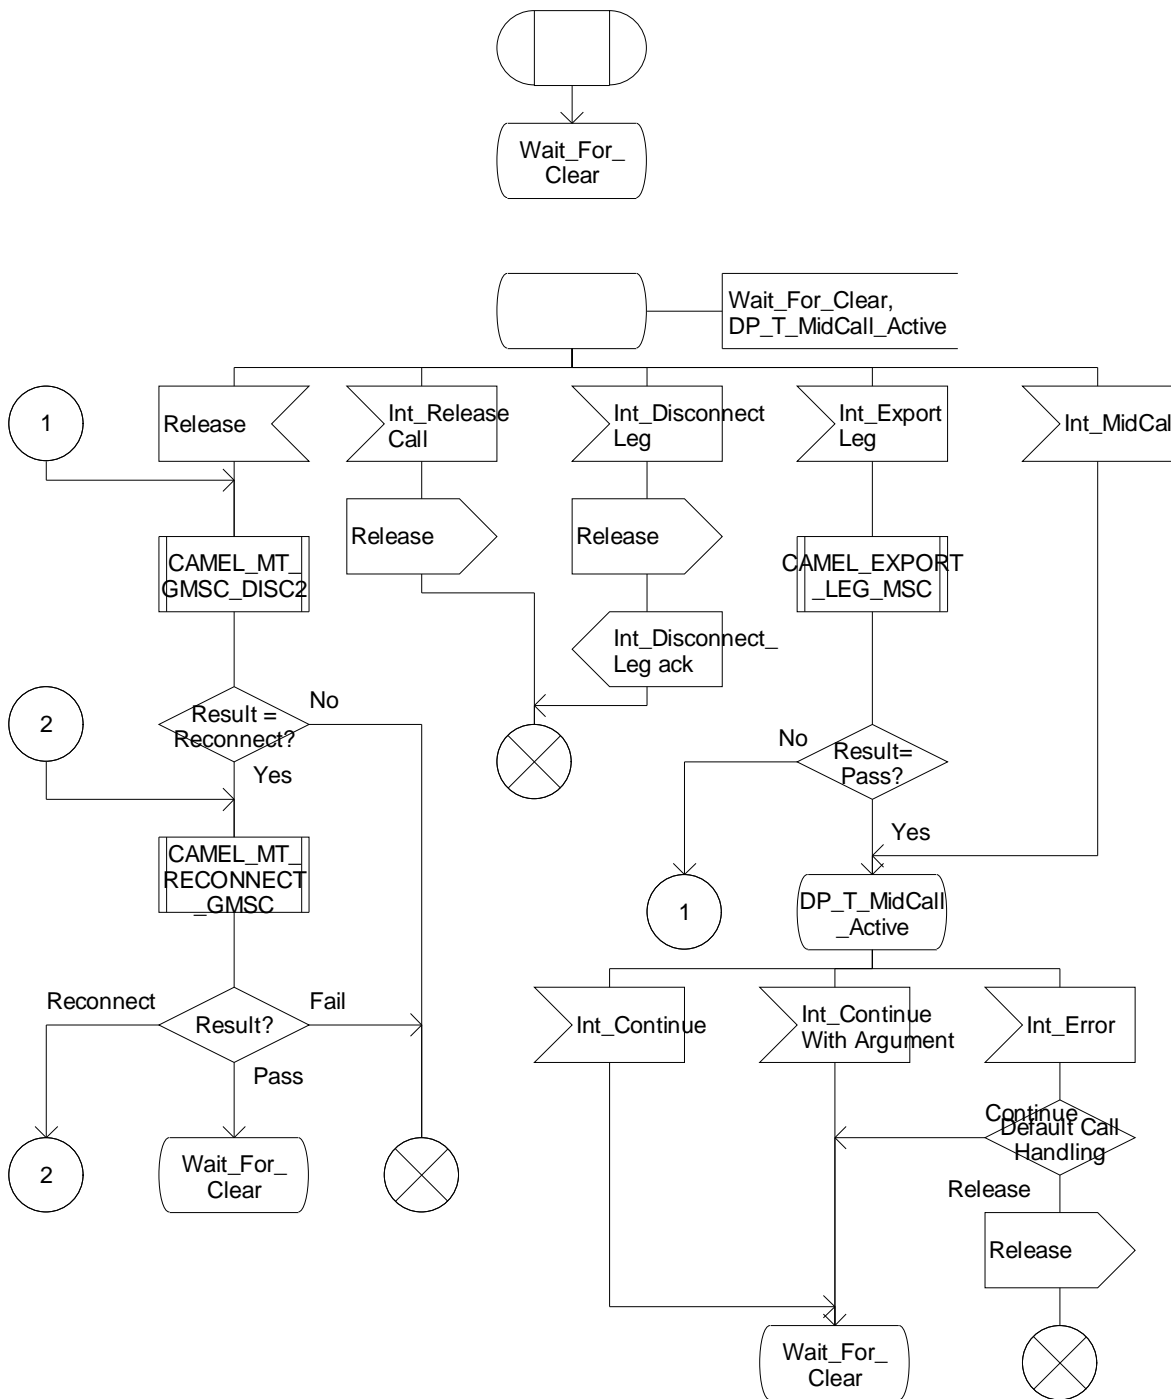 Wait_For_
Clear
Wait_For_Clear,
DP_T_MidCall_Active
1
Release
Int_Release
Call
Int_Disconnect
Leg
Int_Export
Leg
Int_MidCall
Release
Release
CAMEL_MT_
GMSC_DISC2
CAMEL_EXPORT
_LEG_MSC
Int_Disconnect_
Leg ack
2
Result =
Reconnect?
No
Yes
No
Result=
Pass?
Yes
CAMEL_MT_
RECONNECT
_GMSC
1
DP_T_MidCall
_Active
Reconnect
Result?
Fail
Pass
Int_Continue
Int_Continue
With Argument
Int_Error
Continue
Default Call
Handling
Release
2
Wait_For_
Clear
Release
Wait_For_
Clear